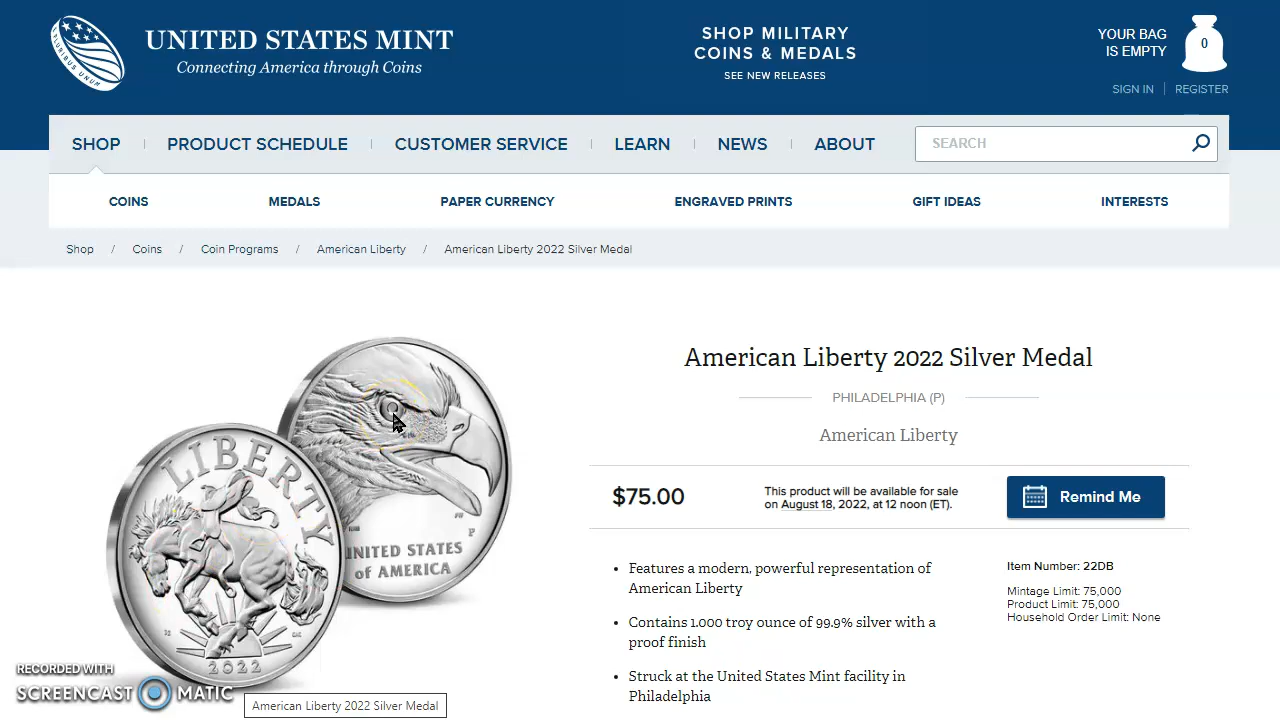 PLURIBUS UNUM
UNITED STATES MINT
Connecting America through Coins
SHOP MILITARY
COINS & MEDALS
SEE NEW RELEASES
YOUR BAG
IS EMPTY
0
SIGN IN
REGISTER
SHOP
PRODUCT SCHEDULE
CUSTOMER SERVICE
LEARN
NEWS
ABOUT
SEARCH
COINS
MEDALS
PAPER CURRENCY
ENGRAVED PRINTS
GIFT IDEAS
INTERESTS
Shop / Coins / Coin Programs / American Liberty / American Liberty 2022 Silver Medal
LIBERTY
2022
UNITED STATES
of AMERICA
P
American Liberty 2022 Silver Medal
PHILADELPHIA (P)
American Liberty
$75.00
This product will be available for sale
on August 18, 2022, at 12 noon (ET).
Remind Me
• Features a modern, powerful representation of
American Liberty
• Contains 1.000 troy ounce of 99.9% silver with a
proof finish
• Struck at the United States Mint facility in
Philadelphia
Item Number: 22DB
Mintage Limit: 75,000
Product Limit: 75,000
Household Order Limit: None
RECORDED WITH
SCREENCAST MATIC
American Liberty 2022 Silver Medal